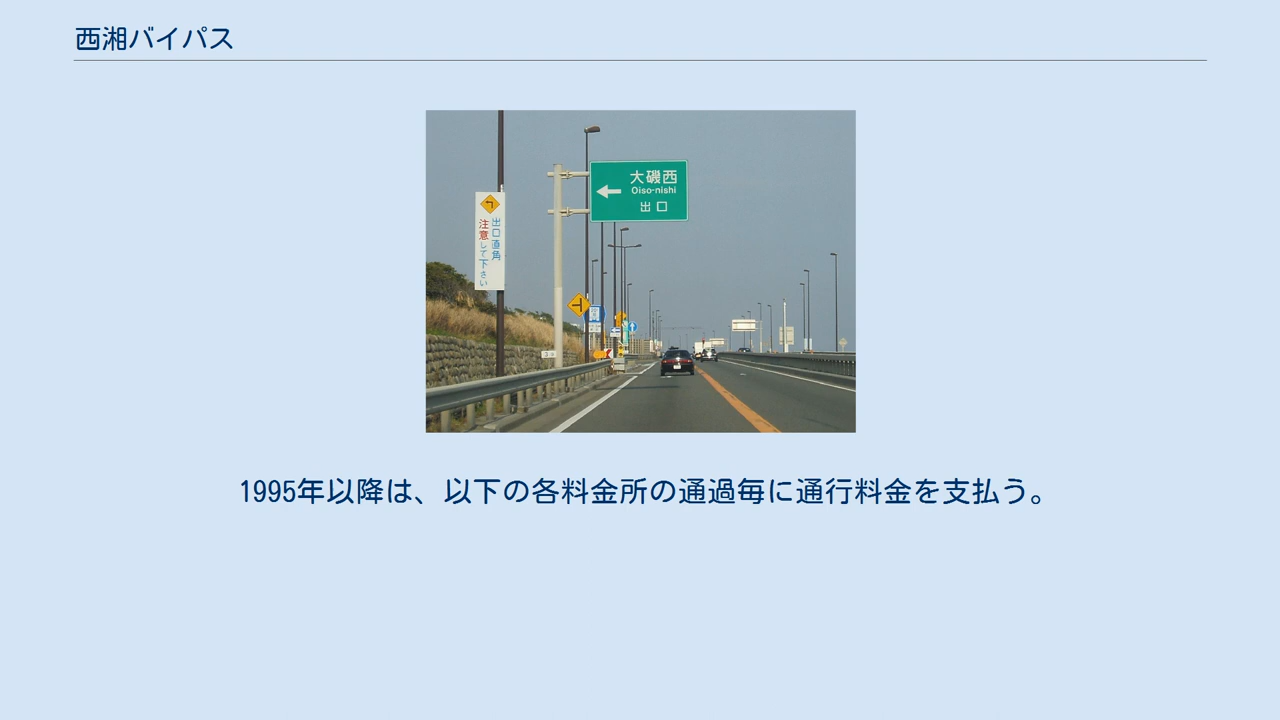 西湘バイパス
大磯西
Oiso-nishi
出口
出口直角
注意して下さい
1995年以降は、以下の各料金所の通過毎に通行料金を支払う。